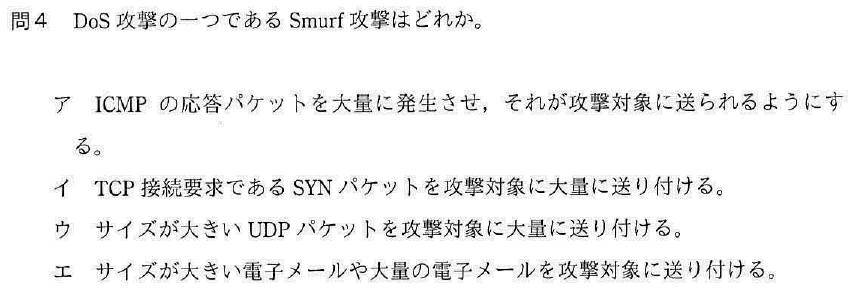 問4 DoS 攻撃の一つである Smurf 攻撃はどれか。
ア ICMP の応答パケットを大量に発生させ，それが攻撃対象に送られるようにす
る。
イ TCP 接続要求である SYN パケットを攻撃対象に大量に送り付ける。
ウ サイズが大きい UDP パケットを攻撃対象に大量に送り付ける。
エ サイズが大きい電子メールや大量の電子メールを攻撃対象に送り付ける。